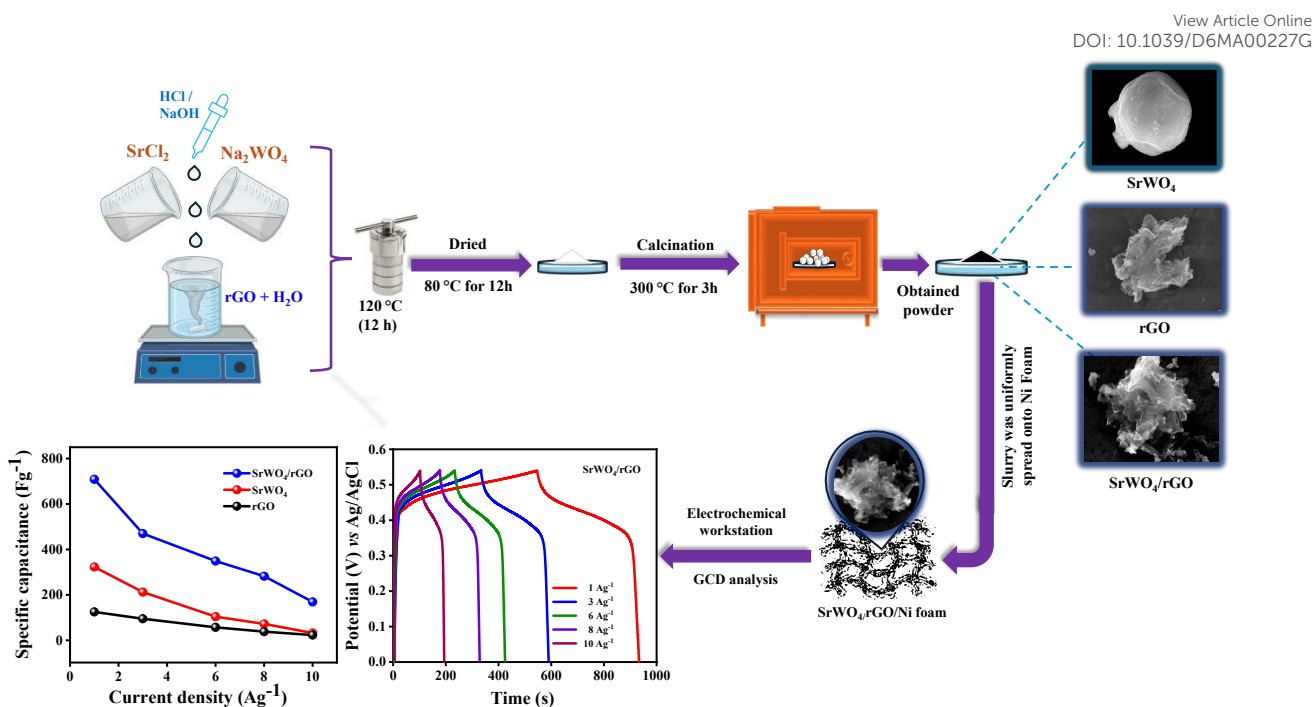 View Article Online
DOI: 10.1039/D6MA00227G
HCl /
NaOH
SrCl₂
Na₂WO₄
rGO + H₂O
120 °C
(12 h)
Dried
80 °C for 12h
Calcination
300 °C for 3h
Obtained
powder
SrWO₄
rGO
SrWO₄/rGO
Slurry was uniformly
spread onto Ni Foam
SrWO₄/rGO/Ni foam
Electrochemical
workstation
GCD analysis
Specific capacitance (Fg⁻¹)
800
600
400
200
0
SrWO₄/rGO
SrWO₄
rGO
0 2 4 6 8 10
Current density (Ag⁻¹)
Potential (V) vs Ag/AgCl
0.6
0.5
0.4
0.3
0.2
0.1
0.0
SrWO₄/rGO
1 Ag⁻¹
3 Ag⁻¹
6 Ag⁻¹
8 Ag⁻¹
10 Ag⁻¹
0 200 400 600 800 1000
Time (s)